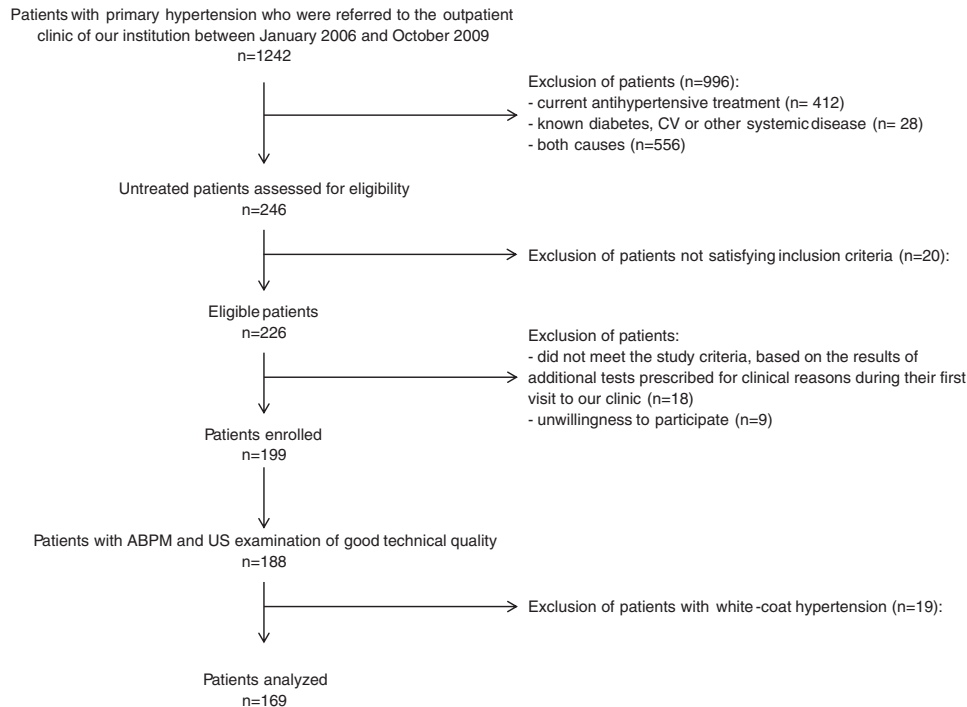 Patients with primary hypertension who were referred to the outpatient
clinic of our institution between January 2006 and October 2009
n=1242
Exclusion of patients (n=996):
- current antihypertensive treatment (n= 412)
- known diabetes, CV or other systemic disease (n= 28)
- both causes (n=556)
Untreated patients assessed for eligibility
n=246
Exclusion of patients not satisfying inclusion criteria (n=20):
Eligible patients
n=226
Exclusion of patients:
- did not meet the study criteria, based on the results of
additional tests prescribed for clinical reasons during their first
visit to our clinic (n=18)
- unwillingness to participate (n=9)
Patients enrolled
n=199
Patients with ABPM and US examination of good technical quality
n=188
Exclusion of patients with white-coat hypertension (n=19):
Patients analyzed
n=169